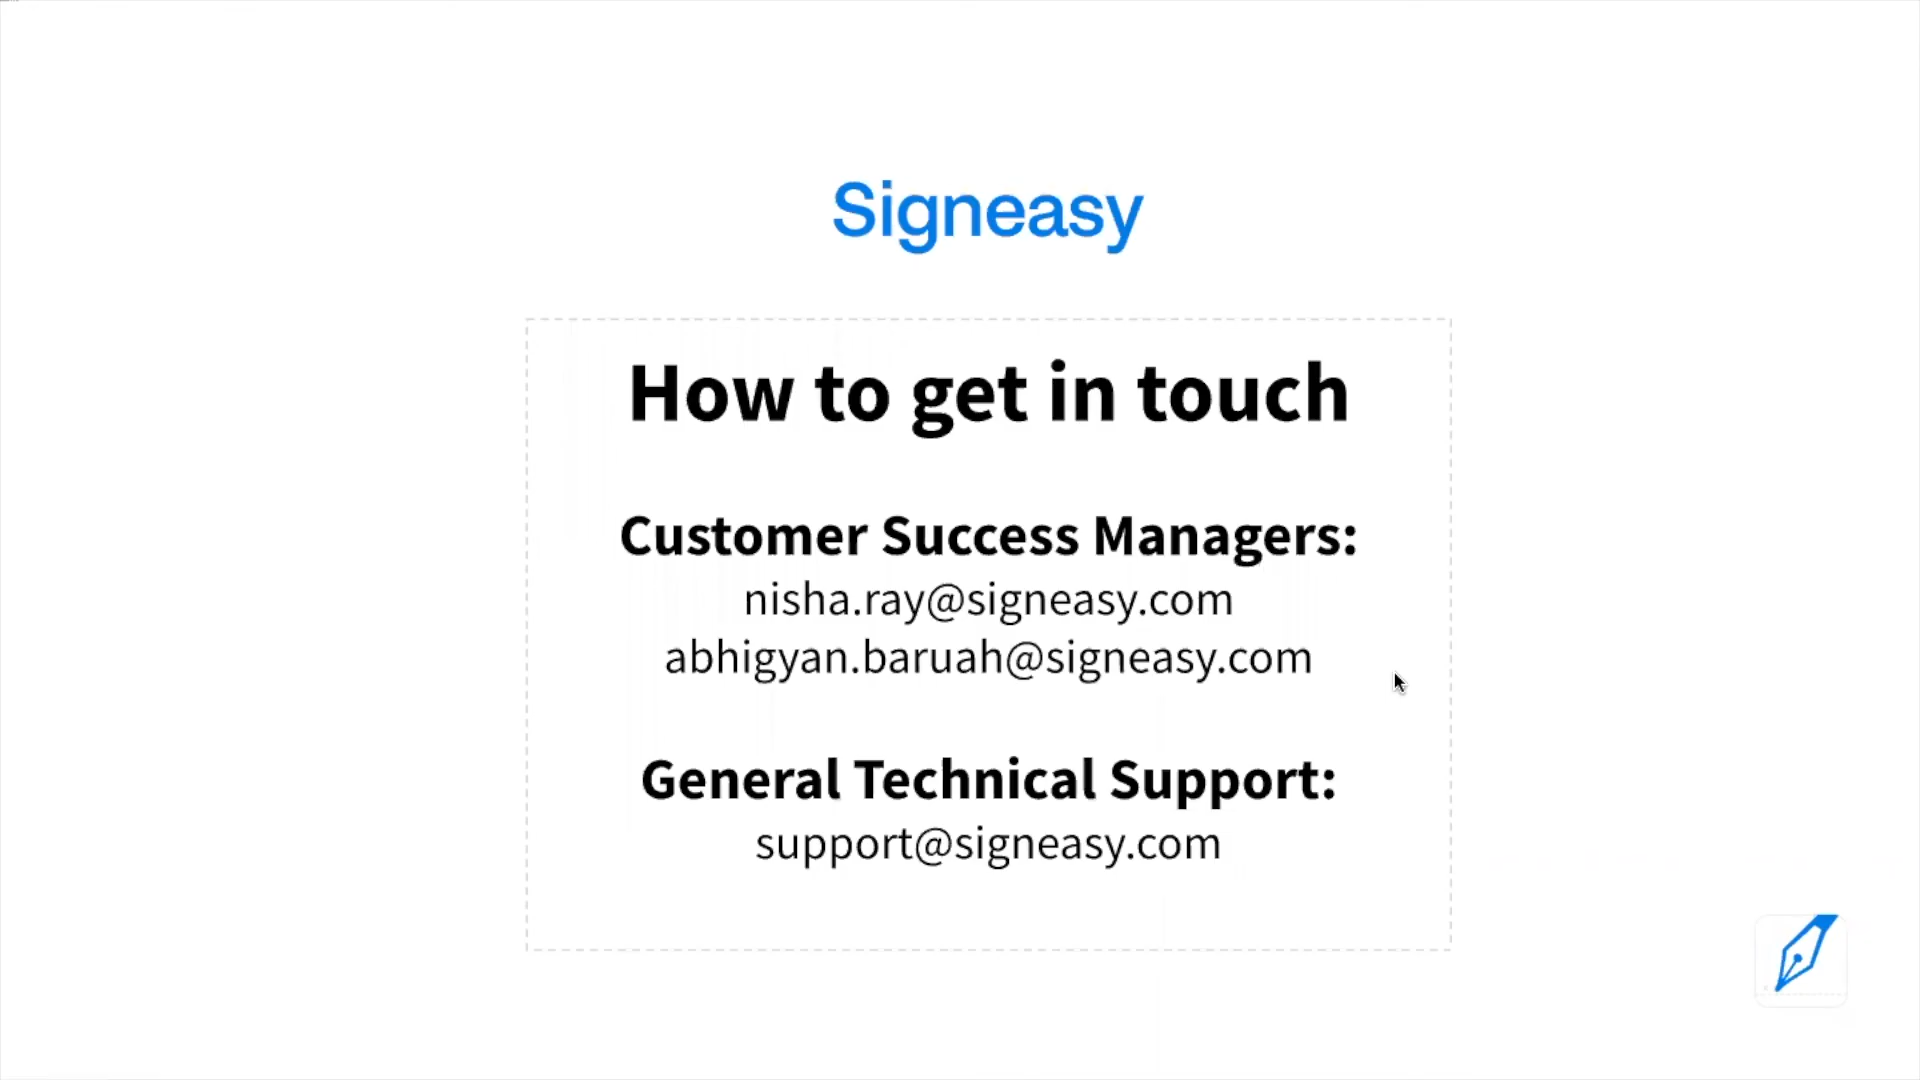 Signeasy
How to get in touch
Customer Success Managers:
nisha.ray@signeasy.com
abhigyan.baruah@signeasy.com
General Technical Support:
support@signeasy.com